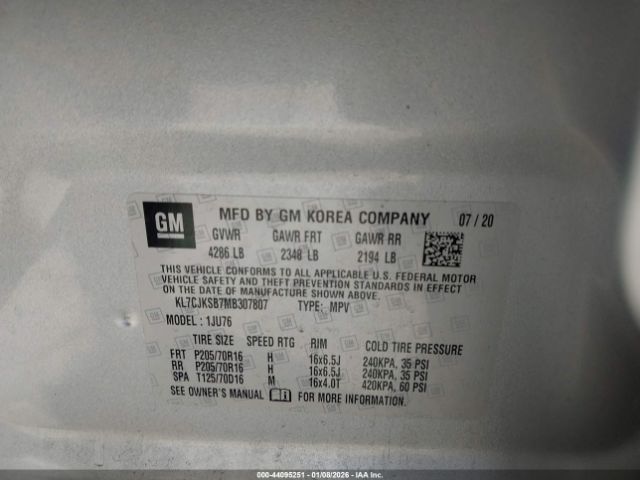 GM
MFD BY GM KOREA COMPANY 07 / 20
GVWR GAWR FRT GAWR RR
4286 LB 2348 LB 2194 LB
THIS VEHICLE CONFORMS TO ALL APPLICABLE U.S. FEDERAL MOTOR
VEHICLE SAFETY AND THEFT PREVENTION STANDARDS IN EFFECT
ON THE DATE OF MANUFACTURE SHOWN ABOVE.
KL7CJKSB7MB307807 TYPE: MPV
MODEL: 1JU76
TIRE SIZE SPEED RTG RIM COLD TIRE PRESSURE
FRT P205/70R16 H 16x6.5J 240KPA, 35 PSI
RR P205/70R16 H 16x6.5J 240KPA, 35 PSI
SPA T125/70D16 M 16x4.0T 420KPA, 60 PSI
SEE OWNER'S MANUAL FOR MORE INFORMATION.
000-44095251 - 01/08/2026 - IAA Inc.